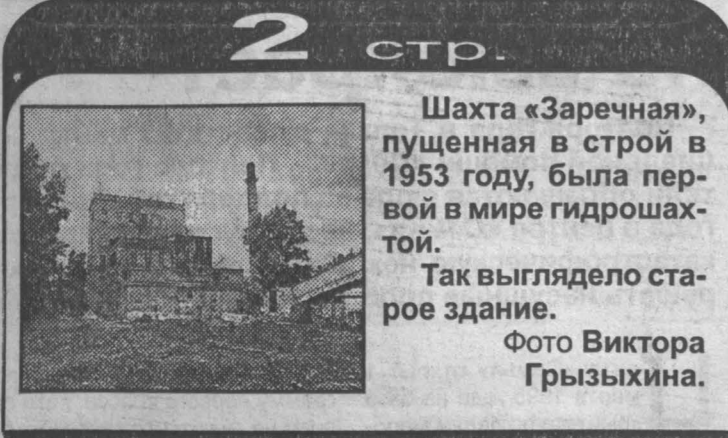 2 стр.
Шахта «Заречная»,
пущенная в строй в
1953 году, была пер-
вой в мире гидрошах-
той.
Так выглядело ста-
рое здание.
Фото Виктора
Грызыхина.